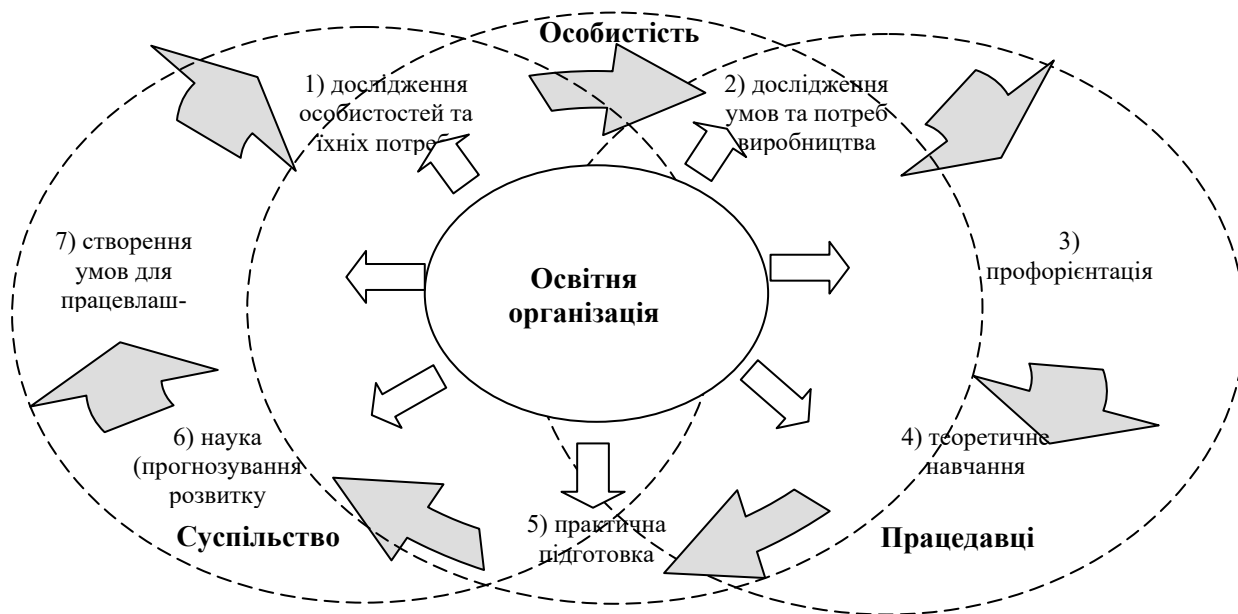 Особистість
1) дослідження
особистостей та
їхніх потреб
2) дослідження
умов та потреб
виробництва
7) створення
умов для
працевлаш-
Освітня
організація
3)
профорієнтація
6) наука
(прогнозування
розвитку
4) теоретичне
навчання
5) практична
підготовка
Суспільство
Працедавці